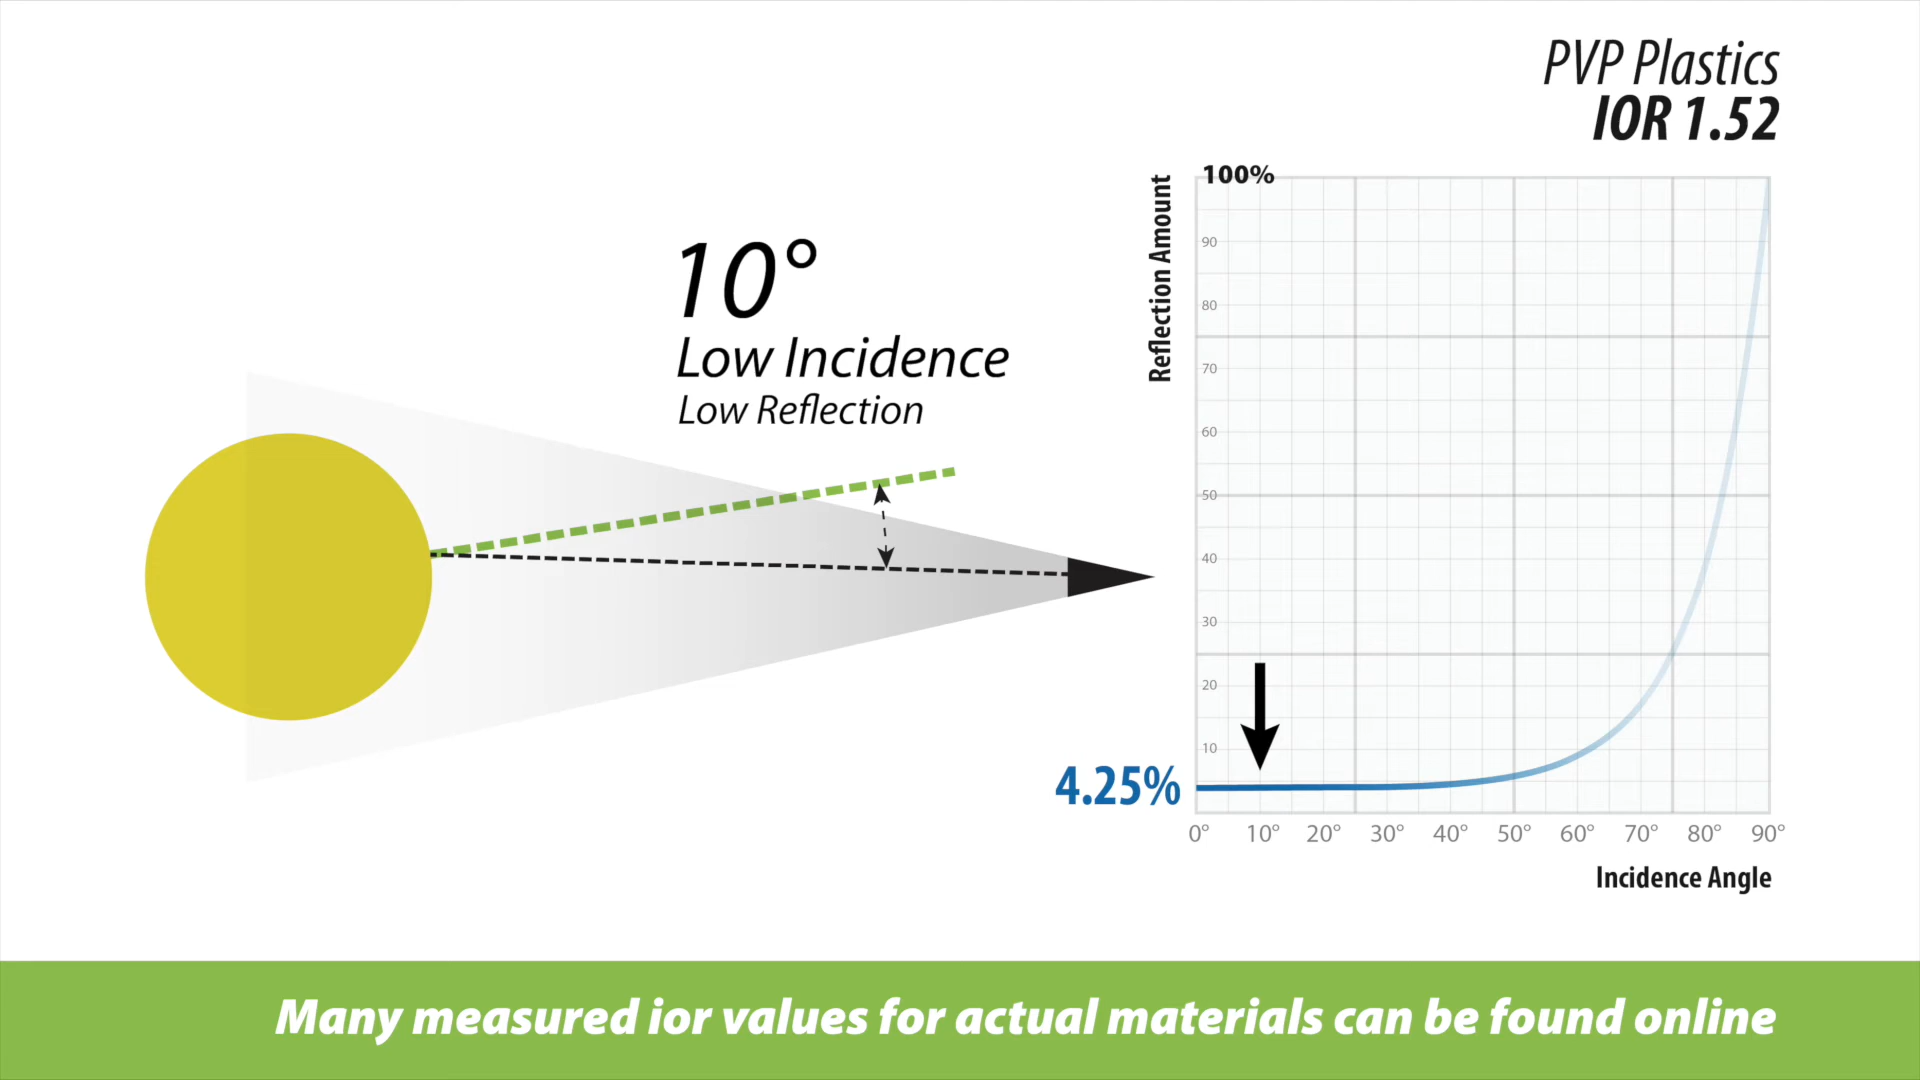 PVP Plastics
IOR 1.52
10°
Low Incidence
Low Reflection
Reflection Amount
100%
90
80
70
60
50
40
30
20
10
4.25%
0° 10° 20° 30° 40° 50° 60° 70° 80° 90°
Incidence Angle
Many measured ior values for actual materials can be found online